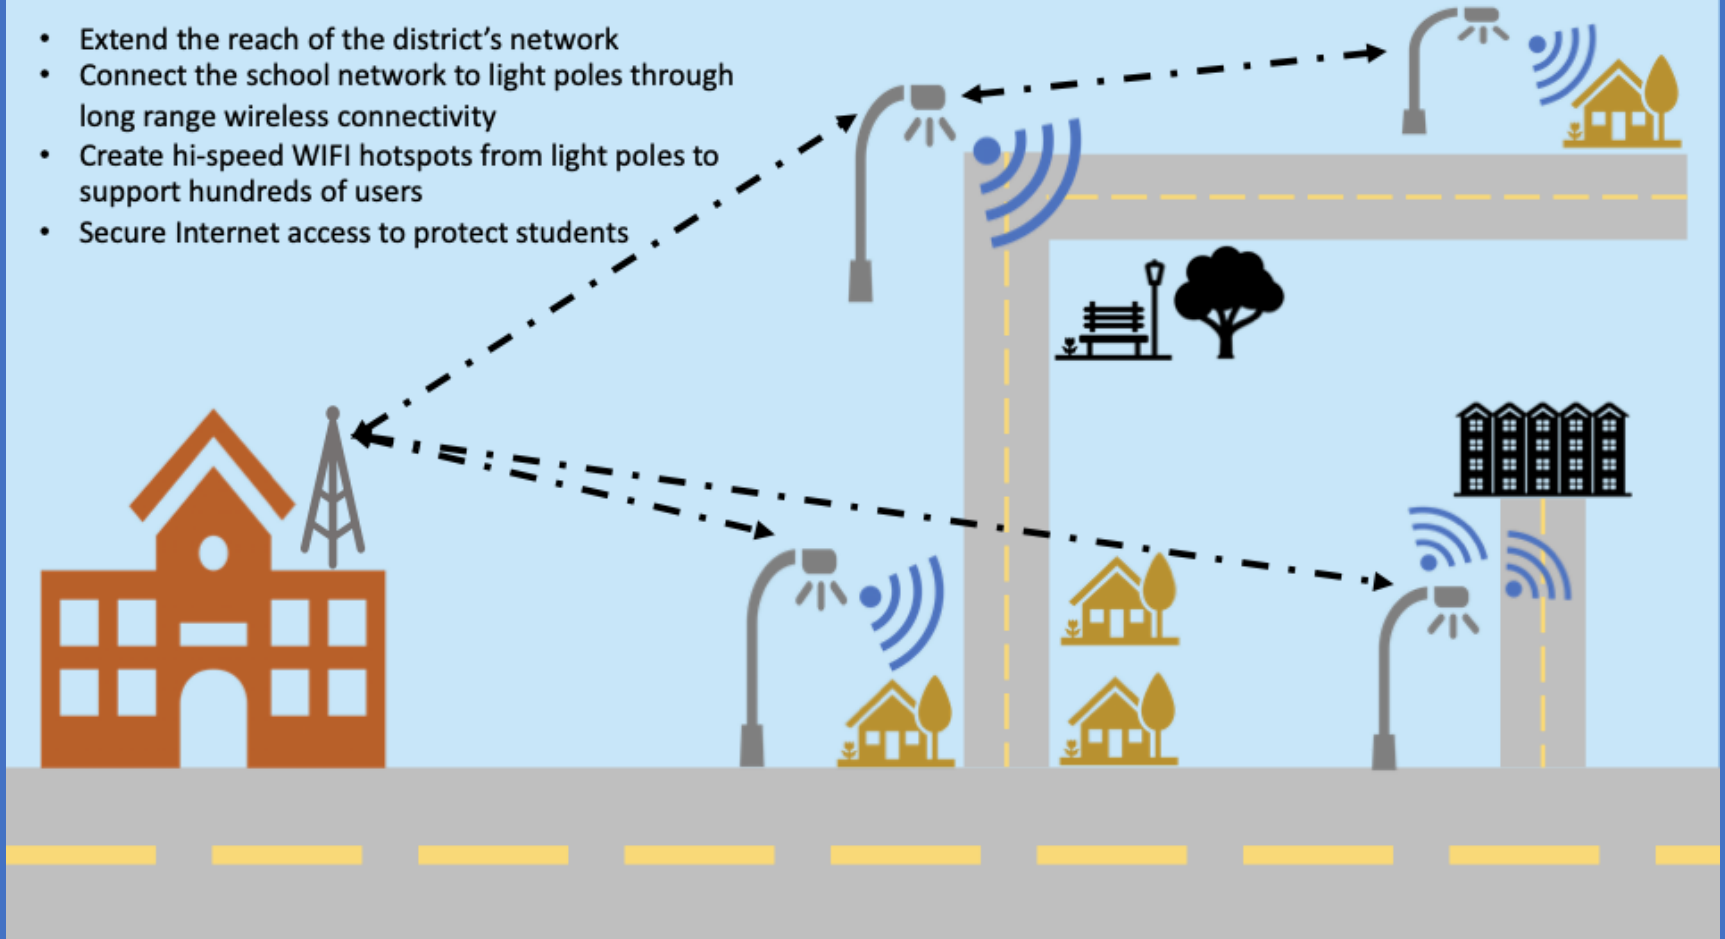 • Extend the reach of the district’s network
• Connect the school network to light poles through
long range wireless connectivity
• Create hi-speed WIFI hotspots from light poles to
support hundreds of users
• Secure Internet access to protect students